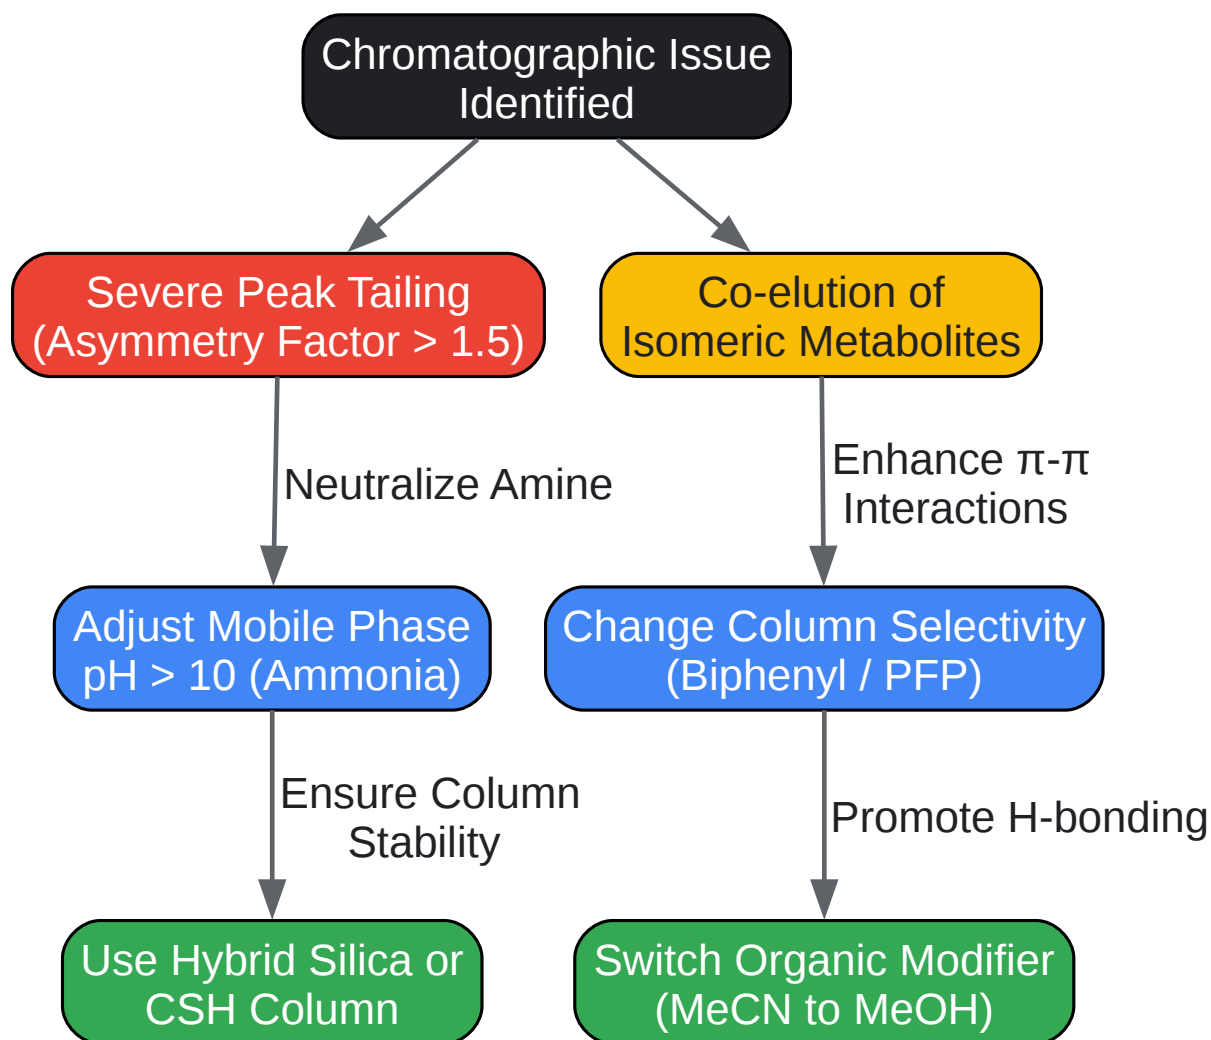 Chromatographic Issue
Identified
Severe Peak Tailing
(Asymmetry Factor > 1.5)
Co-elution of
Isomeric Metabolites
Neutralize Amine
Enhance π-π
Interactions
Adjust Mobile Phase
pH > 10 (Ammonia)
Change Column Selectivity
(Biphenyl / PFP)
Ensure Column
Stability
Promote H-bonding
Use Hybrid Silica or
CSH Column
Switch Organic Modifier
(MeCN to MeOH)